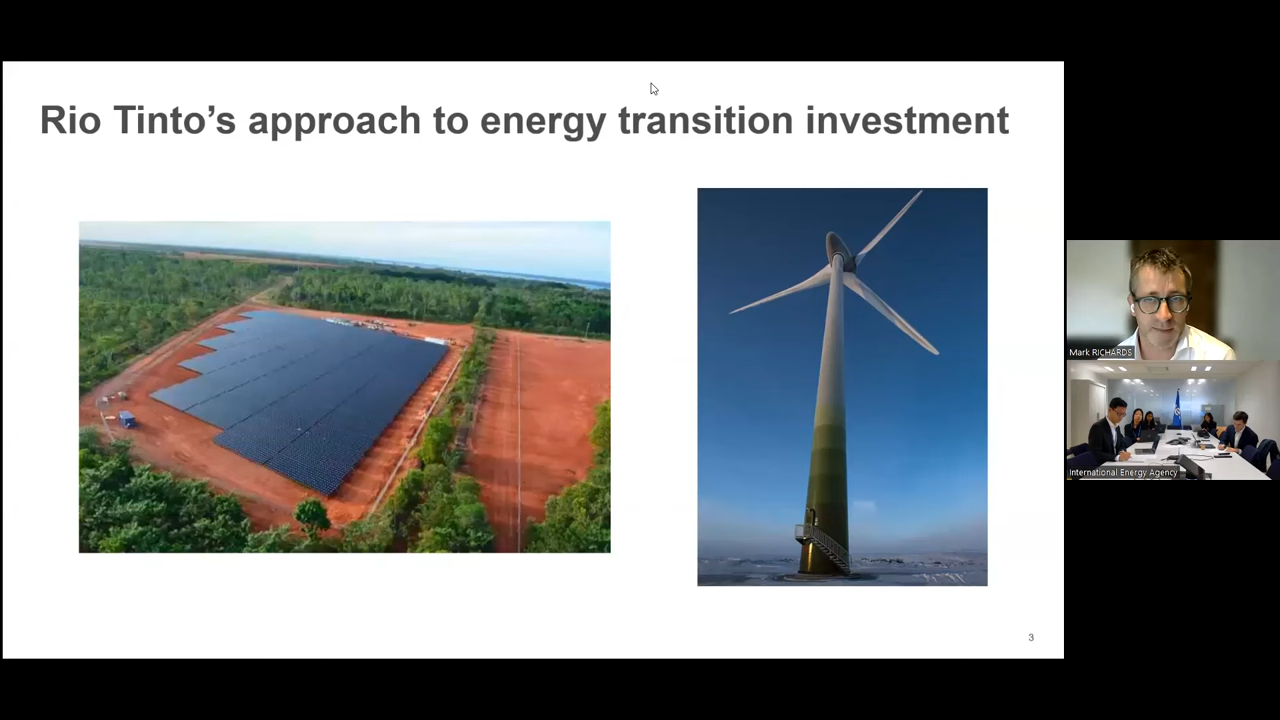 Rio Tinto's approach to energy transition investment
Mark RICHARDS
International Energy Agency
3